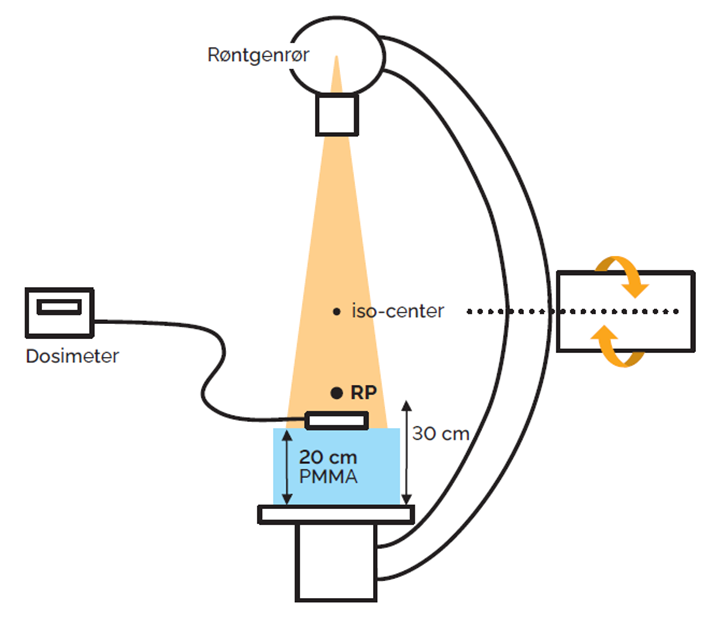 Røntgenrør
iso-center
Dosimeter
RP
30 cm
20 cm
PMMA